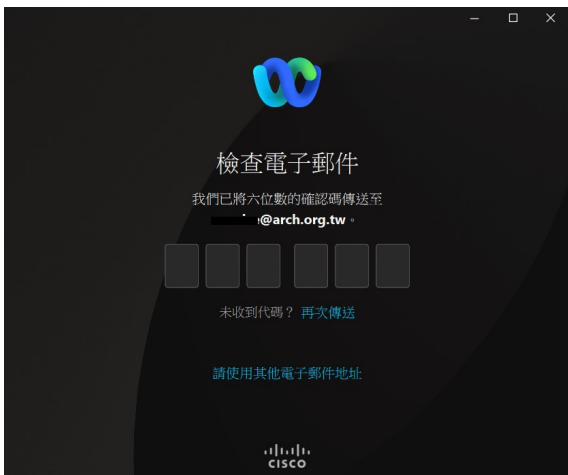 檢查電子郵件
我們已將六位數的確認碼傳送至
@arch.org.tw。
未收到代碼？ 再次傳送
請使用其他電子郵件地址
CISCO